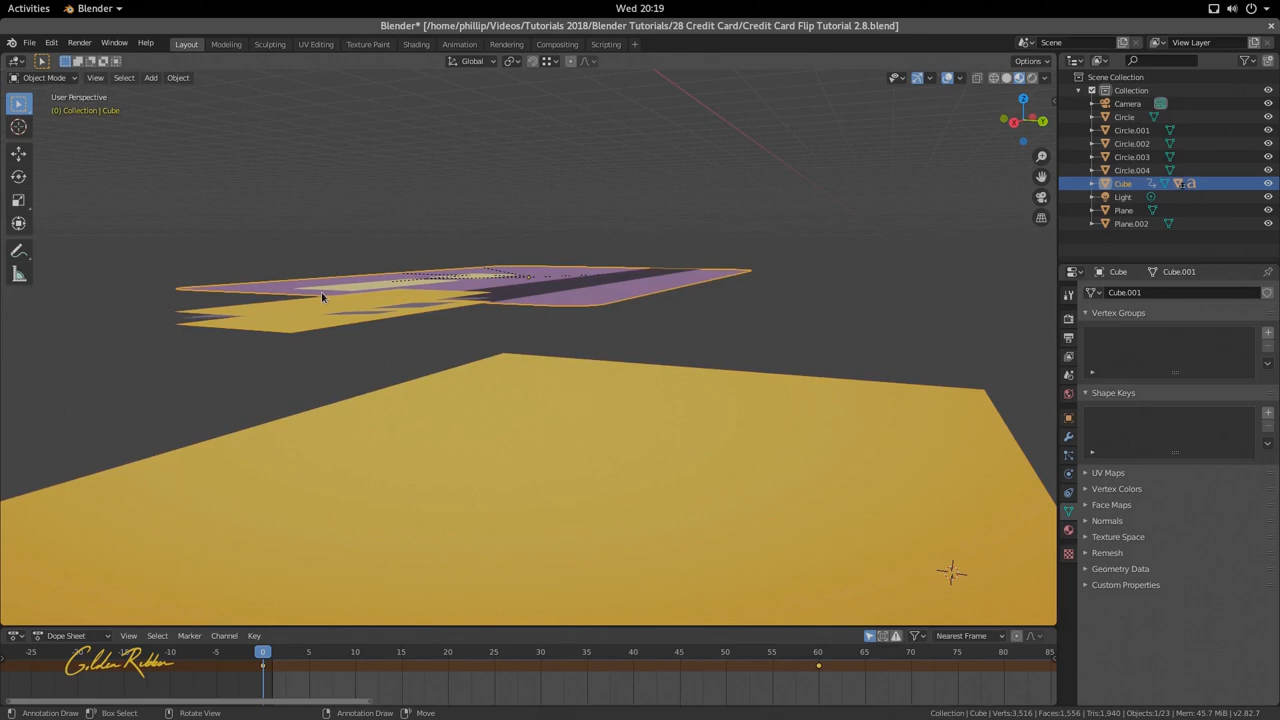 Activities Blender Wed 20:19
Blender* [/home/phillip/Videos/Tutorials 2018/Blender Tutorials/28 Credit Card/Credit Card Flip Tutorial 2.8.blend]
File Edit Render Window Help Layout Modeling Sculpting UV Editing Texture Paint Shading Animation Rendering Compositing Scripting + Scene View Layer
Global Options
Object Mode View Select Add Object
User Perspective
(0) Collection | Cube
Z
X
Y
Scene Collection
Collection
Camera
Circle
Circle.001
Circle.002
Circle.003
Circle.004
Cube
Light
Plane
Plane.002
Cube Cube.001
Cube.001
Vertex Groups
Shape Keys
UV Maps
Vertex Colors
Face Maps
Normals
Texture Space
Remesh
Geometry Data
Custom Properties
Dope Sheet View Select Marker Channel Key Nearest Frame
-25 -20 -15 -10 -5 0 5 10 15 20 25 30 35 40 45 50 55 60 65 70 75 80 85
Golden Ribbon
Annotation Draw Box Select Rotate View Annotation Draw Move Collection | Cube | Verts:3,516 | Faces:1,556 | Tris:1,940 | Objects:1/23 | Mem: 45.7 MiB | v2.82.7